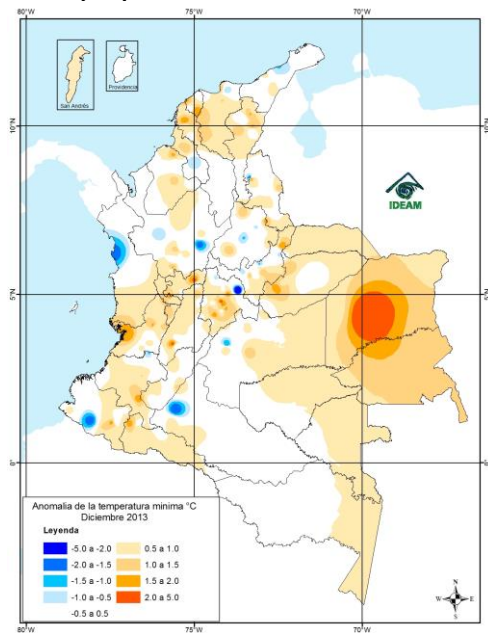 80°W 75°W 70°W
San Andrés
Providencia
10°N 10°N
IDEAM
5°N 5°N
0° 0°
Anomalia de la temperatura minima °C
Diciembre 2013
Leyenda
-5.0 a -2.0 0.5 a 1.0
-2.0 a -1.5 1.0 a 1.5
-1.5 a -1.0 1.5 a 2.0
-1.0 a -0.5 2.0 a 5.0
-0.5 a 0.5
N
W E
S
80°W 75°W 70°W